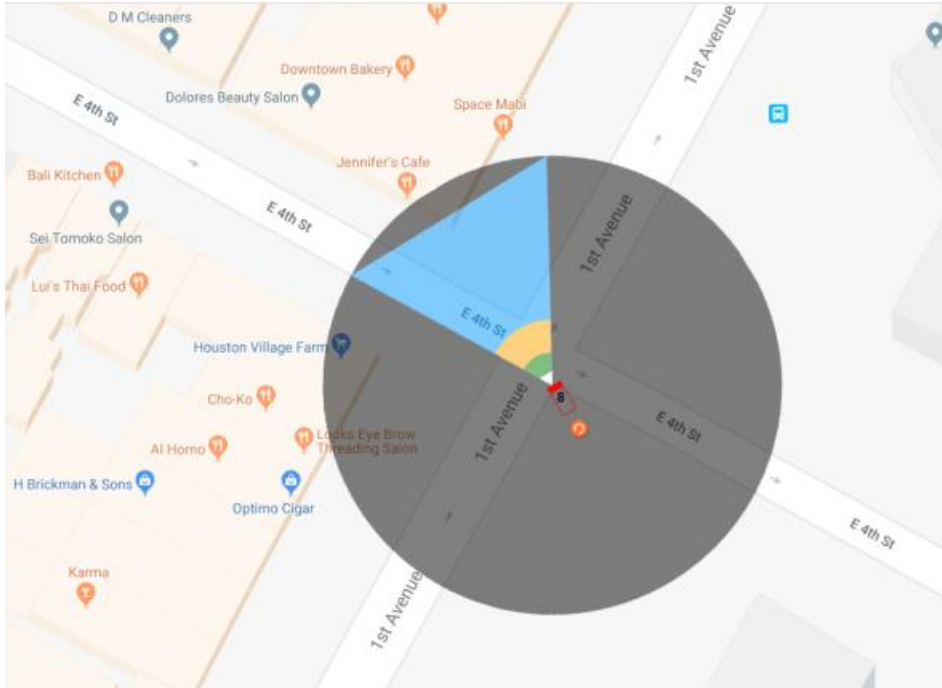 D M Cleaners
Downtown Bakery
1st Avenue
E 4th St
Dolores Beauty Salon
Space Mabi
Jennifer's Cafe
Bali Kitchen
E 4th St
1st Avenue
Sei Tomoko Salon
Lui's Thai Food
E 4th St
Houston Village Farm
Cho-Ko
8
1st Avenue
E 4th St
Looks Eye Brow
Threading Salon
Al Horno
H Brickman & Sons
Optimo Cigar
E 4th St
Karma
1st Avenue